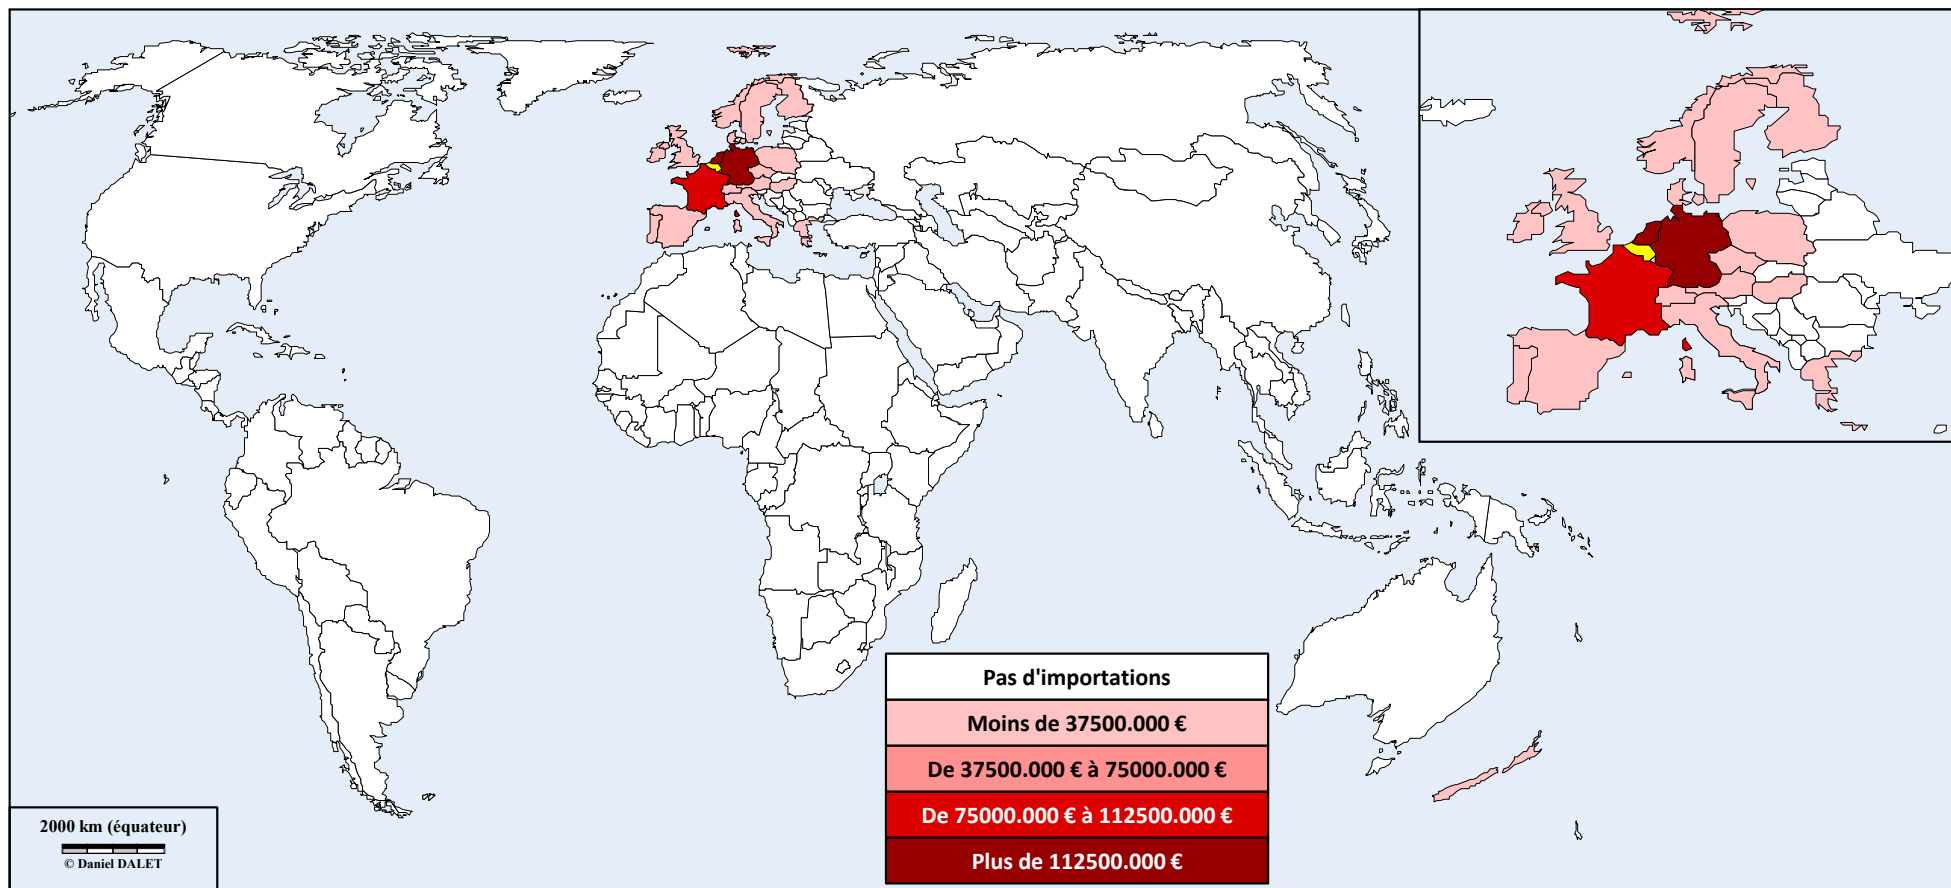 Pas d'importations
Moins de 37500.000 €
De 37500.000 € à 75000.000 €
De 75000.000 € à 112500.000 €
Plus de 112500.000 €
2000 km (équateur)
© Daniel DALET